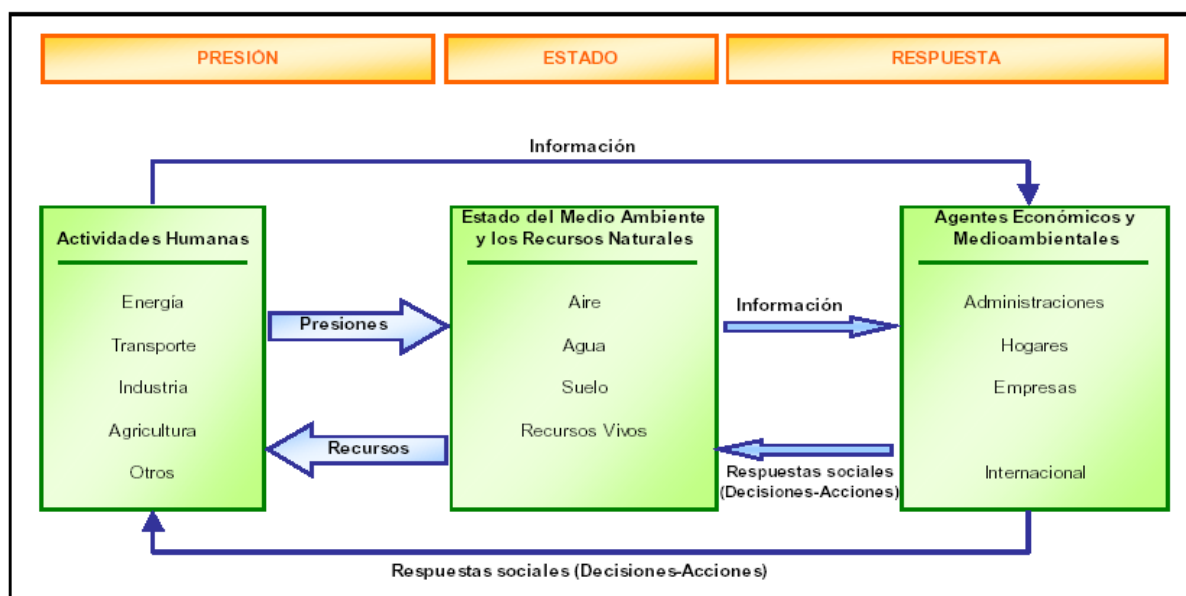 PRESIÓN
ESTADO
RESPUESTA
Información
Actividades Humanas
Energía
Transporte
Industria
Agricultura
Otros
Presiones
Recursos
Estado del Medio Ambiente
y los Recursos Naturales
Aire
Agua
Suelo
Recursos Vivos
Información
Respuestas sociales
(Decisiones-Acciones)
Agentes Económicos y
Medioambientales
Administraciones
Hogares
Empresas
Internacional
Respuestas sociales (Decisiones-Acciones)